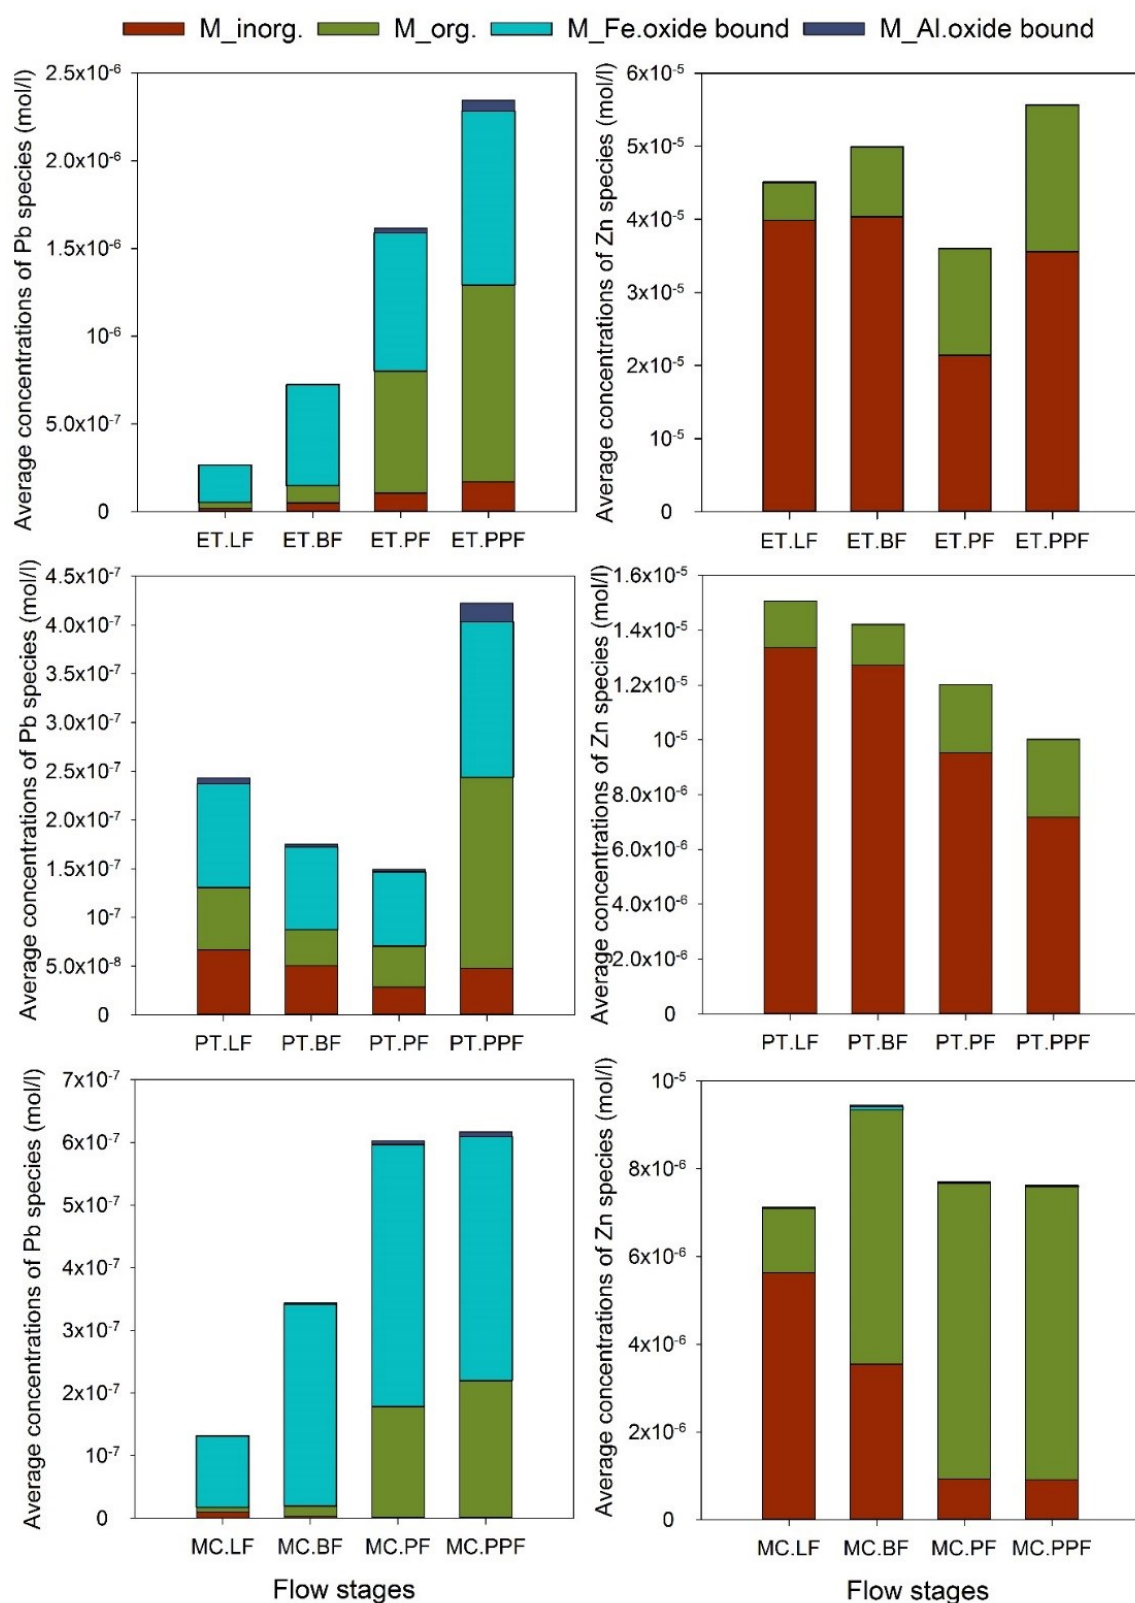 M_inorg. M_org. M_Fe.oxide bound M_Al.oxide bound
Average concentrations of Pb species (mol/l)
2.5x10-6
2.0x10-6
1.5x10-6
10-6
5.0x10-7
0
ET.LF ET.BF ET.PF ET.PPF
Average concentrations of Zn species (mol/l)
6x10-5
5x10-5
4x10-5
3x10-5
2x10-5
10-5
0
ET.LF ET.BF ET.PF ET.PPF
Average concentrations of Pb species (mol/l)
4.5x10-7
4.0x10-7
3.5x10-7
3.0x10-7
2.5x10-7
2.0x10-7
1.5x10-7
10-7
5.0x10-8
0
PT.LF PT.BF PT.PF PT.PPF
Average concentrations of Zn species (mol/l)
1.6x10-5
1.4x10-5
1.2x10-5
10-5
8.0x10-6
6.0x10-6
4.0x10-6
2.0x10-6
0
PT.LF PT.BF PT.PF PT.PPF
Average concentrations of Pb species (mol/l)
7x10-7
6x10-7
5x10-7
4x10-7
3x10-7
2x10-7
10-7
0
MC.LF MC.BF MC.PF MC.PPF
Flow stages
Average concentrations of Zn species (mol/l)
10-5
8x10-6
6x10-6
4x10-6
2x10-6
0
MC.LF MC.BF MC.PF MC.PPF
Flow stages